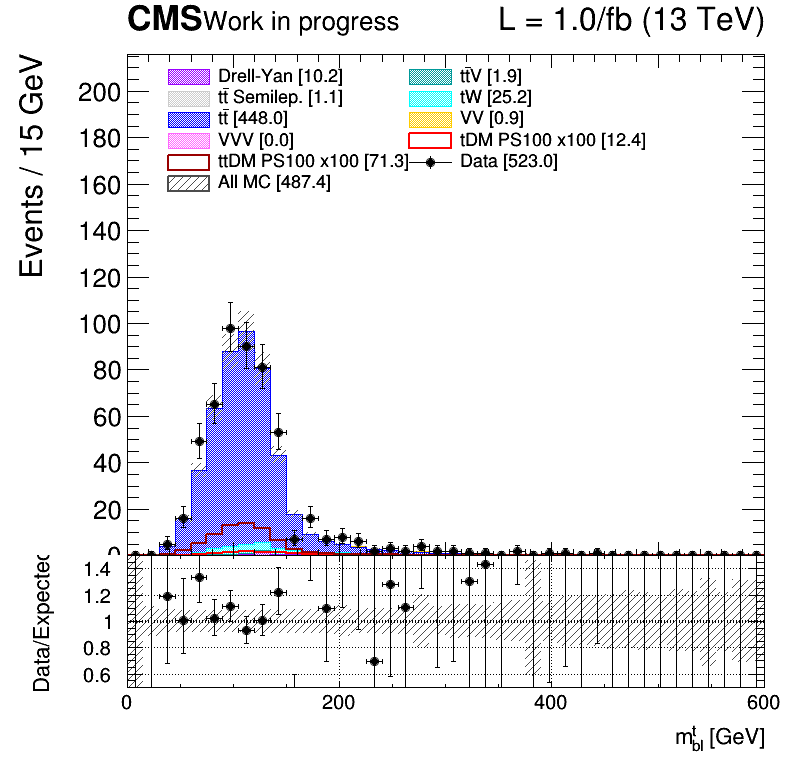 CMS Work in progress L = 1.0/fb (13 TeV)
Events / 15 GeV
Drell-Yan [10.2] tt̄V [1.9]
tt̄ Semilep. [1.1] tW [25.2]
tt̄ [448.0] VV [0.9]
VVV [0.0] tDM PS100 x100 [12.4]
ttDM PS100 x100 [71.3] Data [523.0]
All MC [487.4]
200
180
160
140
120
100
80
60
40
20
0
Data/Expected
1.4
1.2
1
0.8
0.6
0 200 400 600
m^t_bl [GeV]